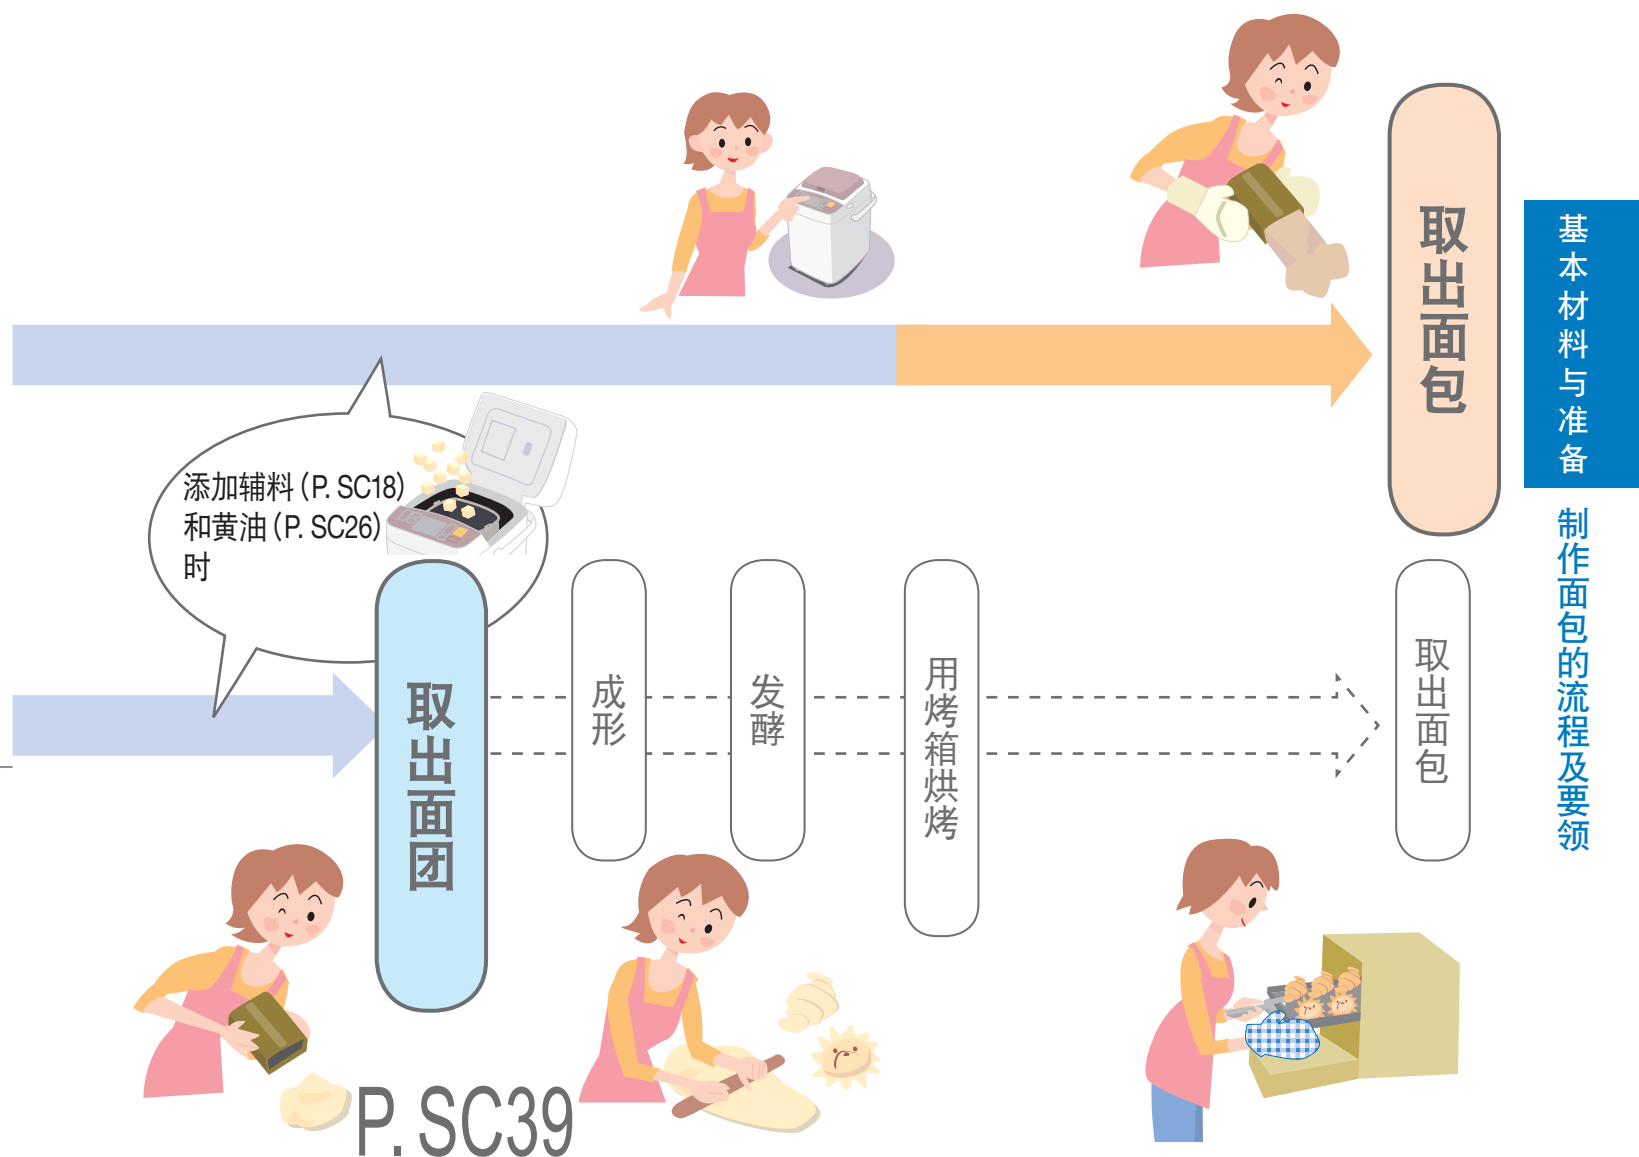 取出面包
添加辅料（P. SC18）
和黄油（P. SC26）
时
取出面团
成形
发酵
用烤箱烘烤
取出面包
P. SC39
基本材料与准备
制作面包的流程及要领